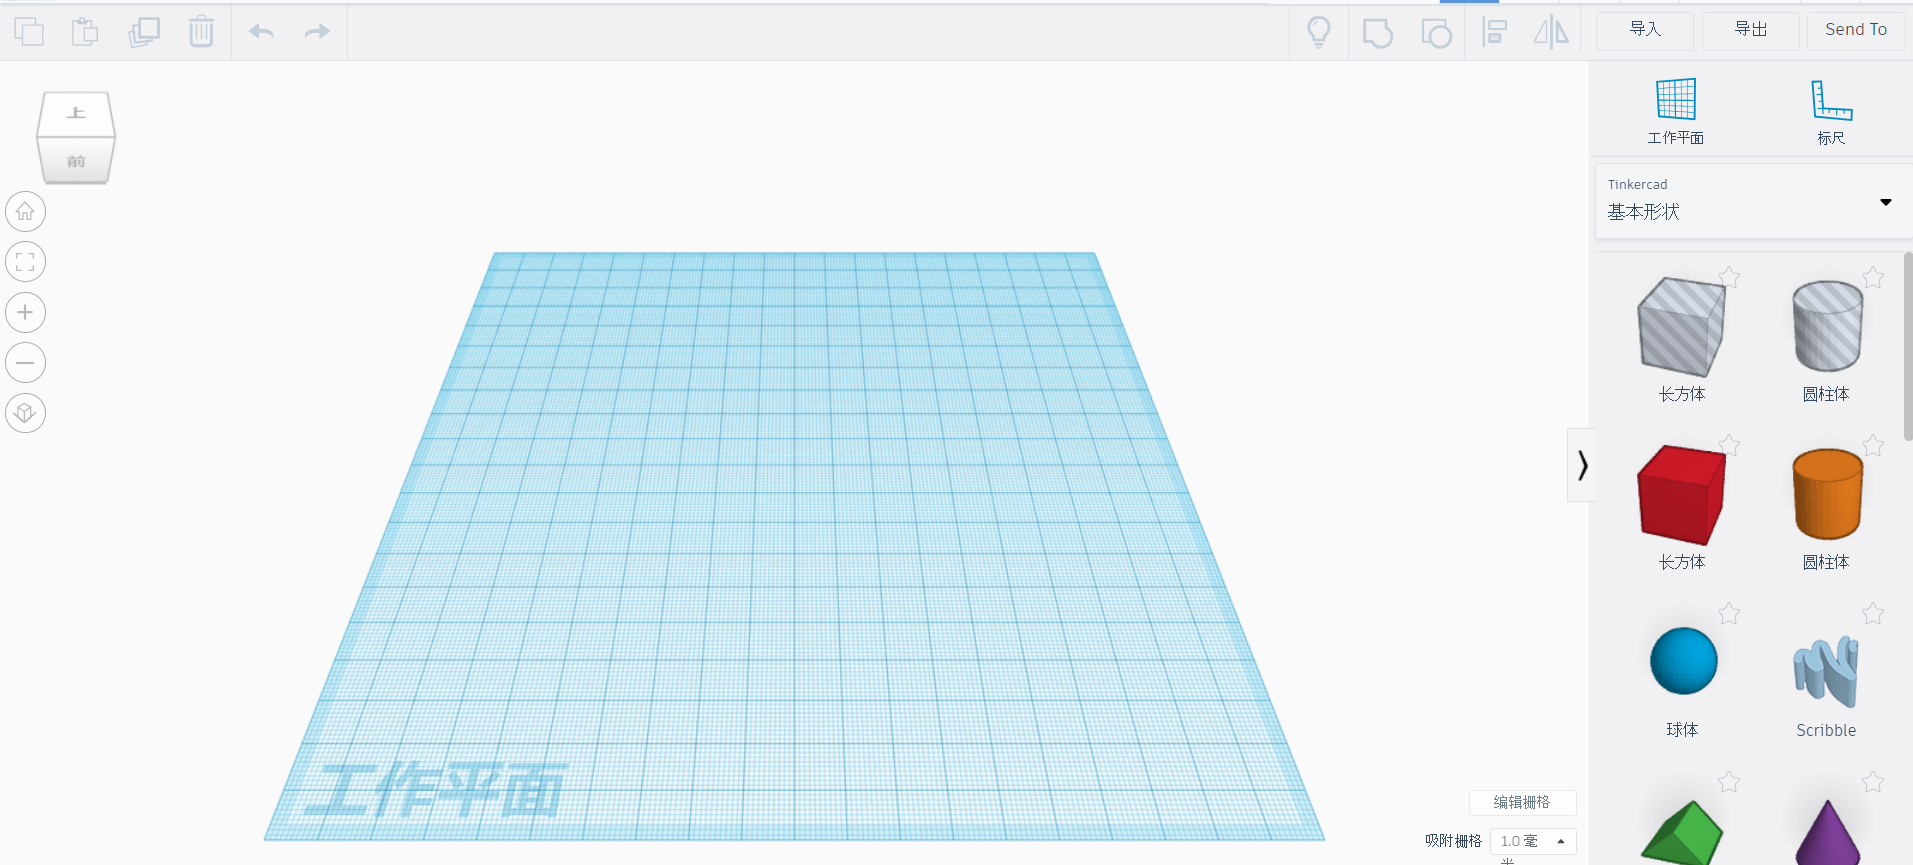 导入
导出
Send To
上
前
工作平面
标尺
Tinkercad
基本形状
长方体
圆柱体
长方体
圆柱体
球体
Scribble
工作平面
编辑栅格
吸附栅格
1.0 毫